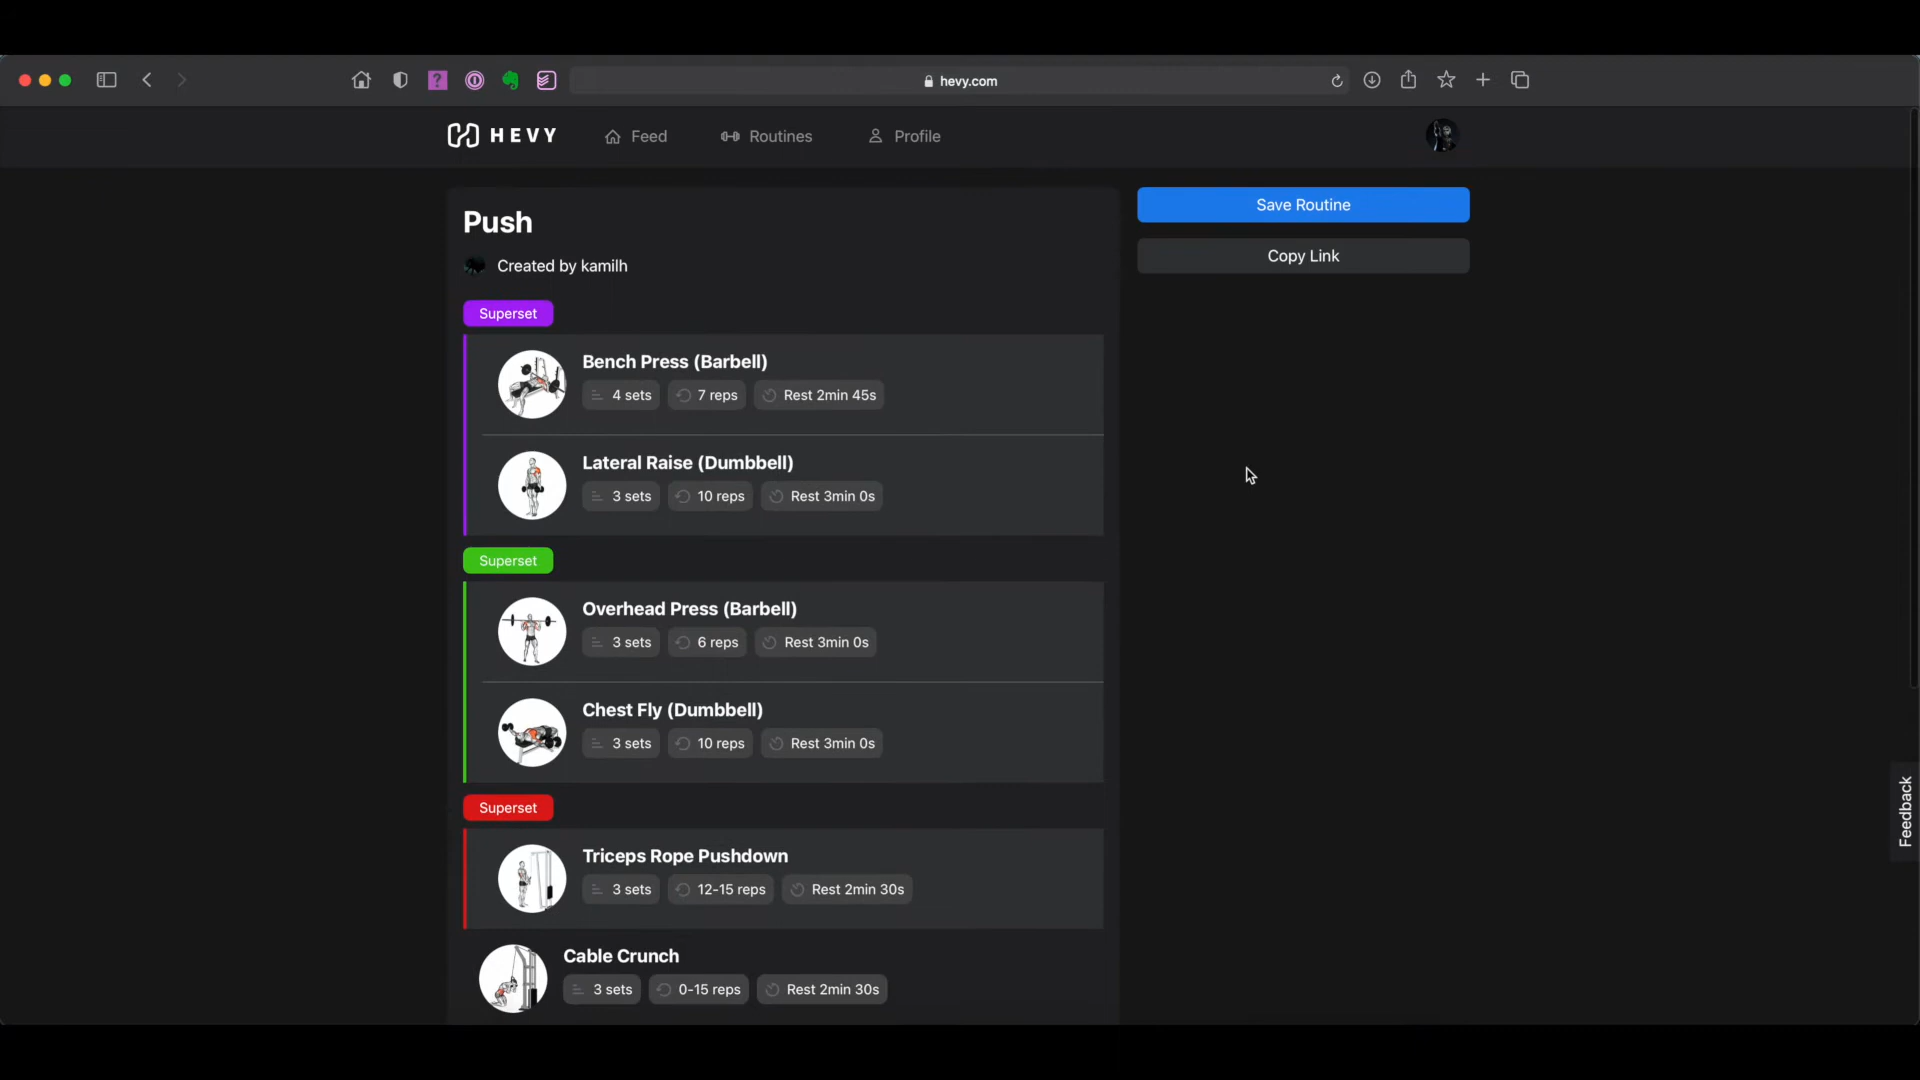 hevy.com
HEVY
Feed
Routines
Profile
Push
Created by kamilh
Save Routine
Copy Link
Superset
Bench Press (Barbell)
4 sets
7 reps
Rest 2min 45s
Lateral Raise (Dumbbell)
3 sets
10 reps
Rest 3min 0s
Superset
Overhead Press (Barbell)
3 sets
6 reps
Rest 3min 0s
Chest Fly (Dumbbell)
3 sets
10 reps
Rest 3min 0s
Superset
Triceps Rope Pushdown
3 sets
12-15 reps
Rest 2min 30s
Cable Crunch
3 sets
0-15 reps
Rest 2min 30s
Feedback